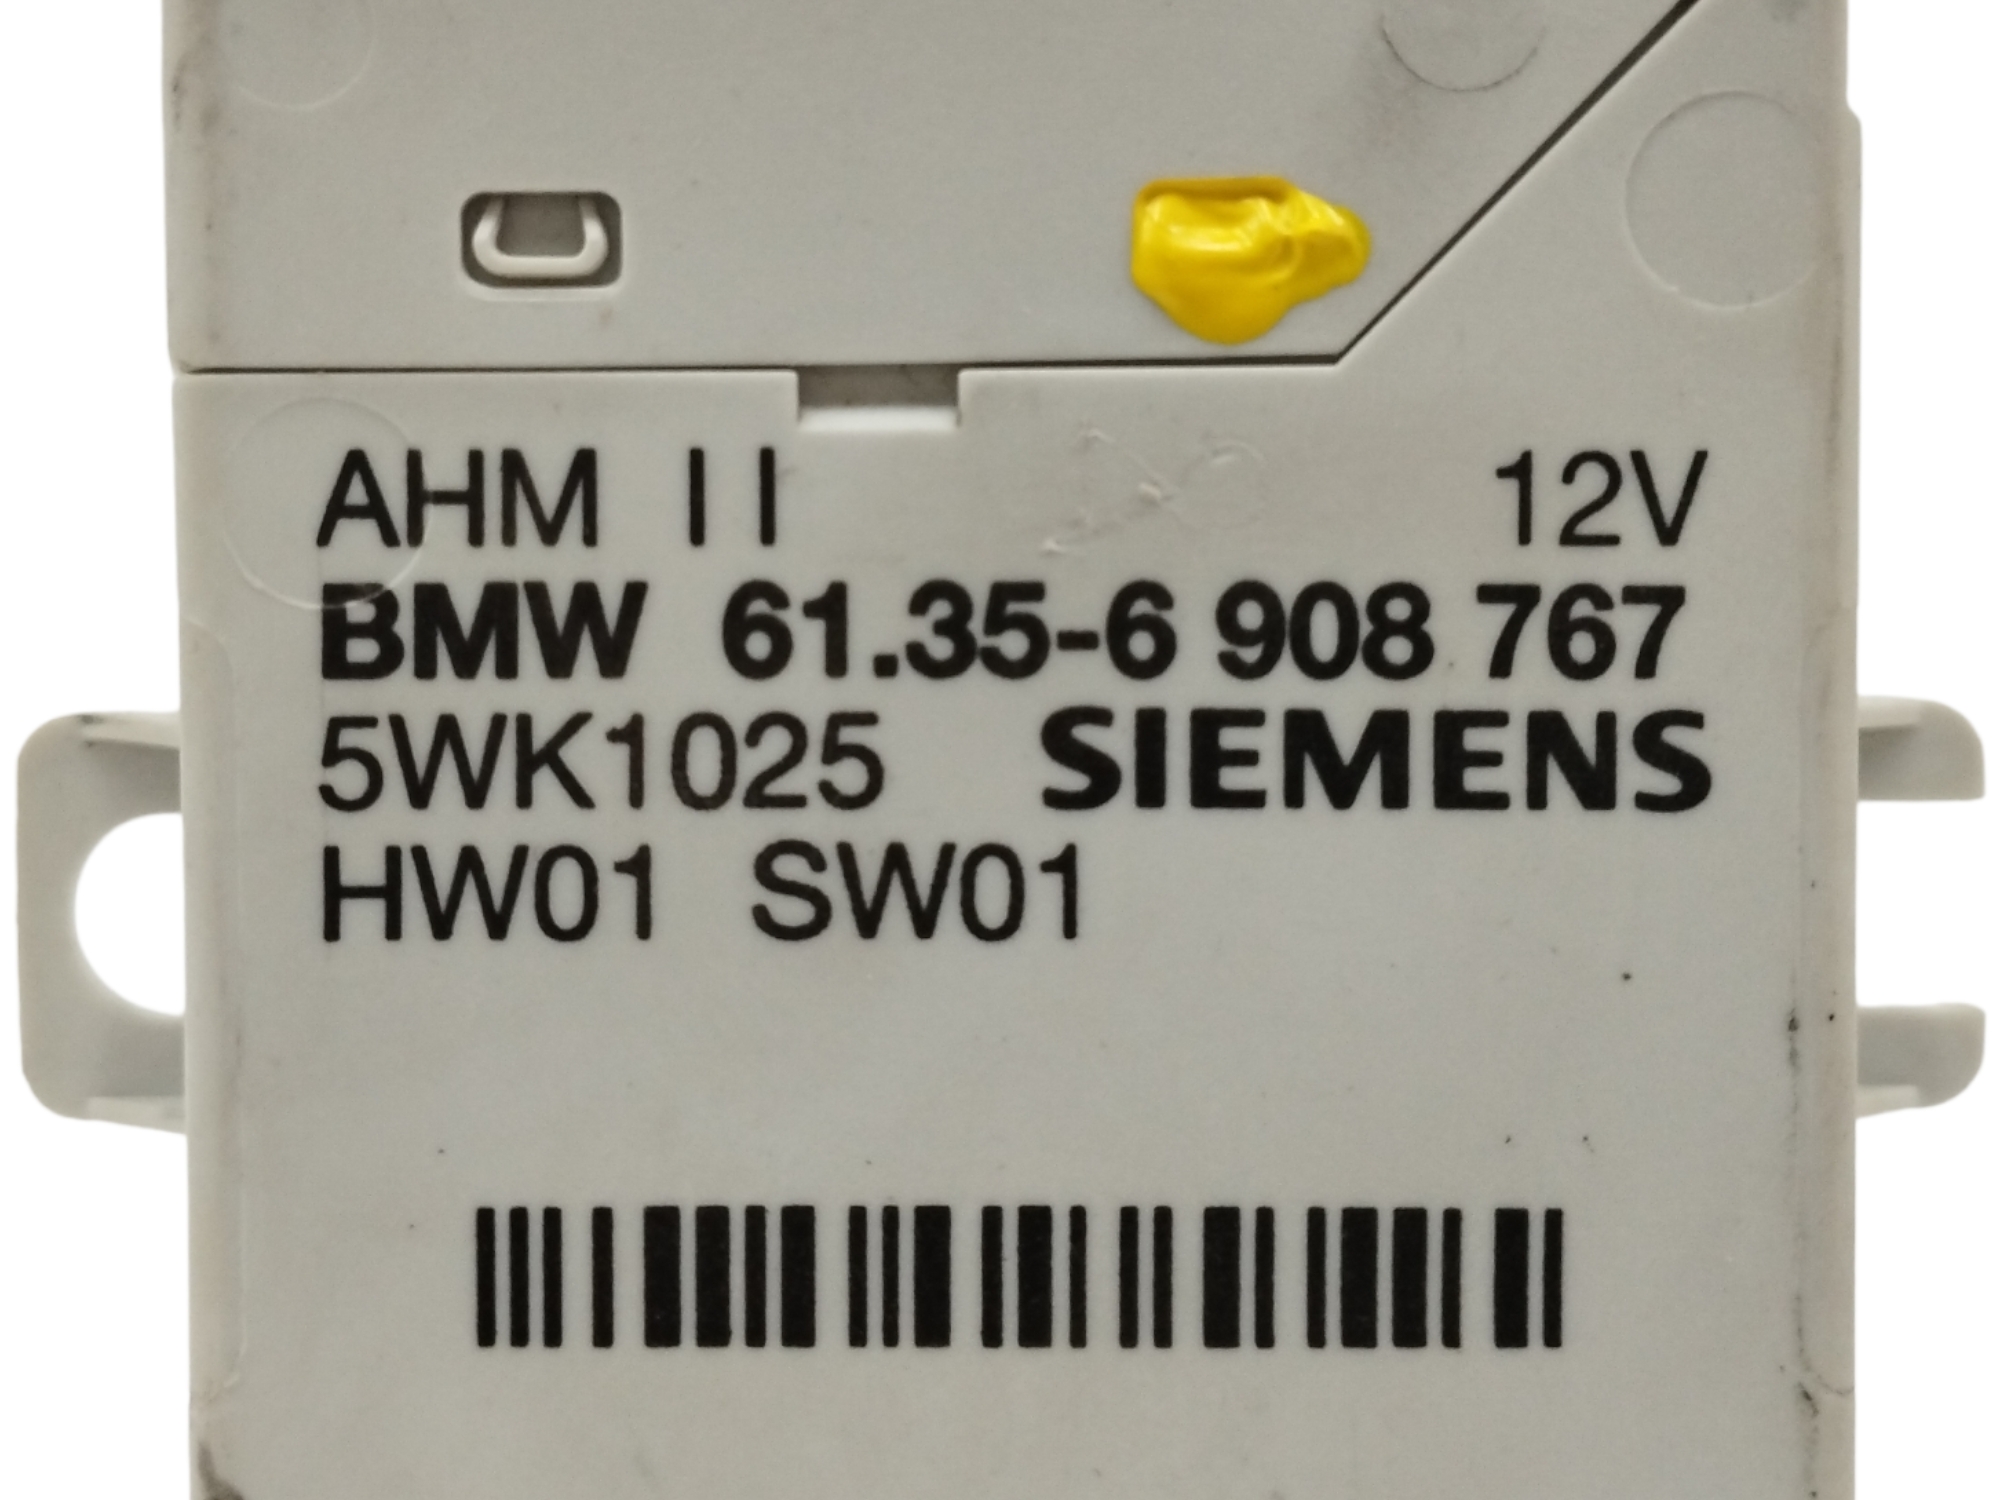 AHM II 12V
BMW 61.35-6 908 767
5WK1025 SIEMENS
HW01 SW01